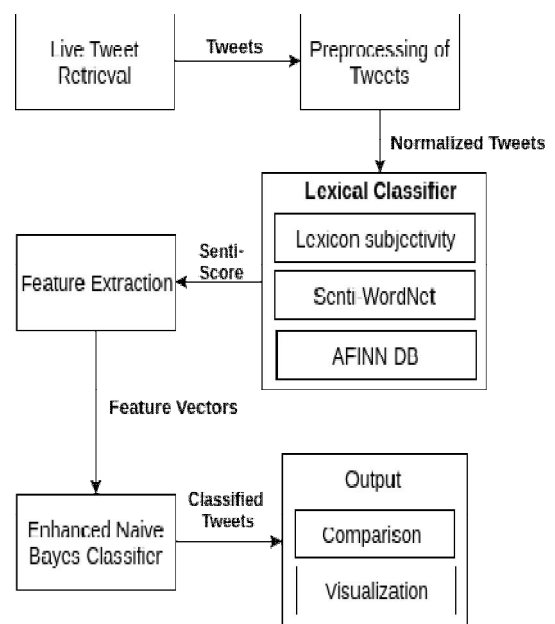 Live Tweet
Retrieval
Tweets
Preprocessing of
Tweets
Normalized Tweets
Lexical Classifier
Lexicon subjectivity
Senti-WordNet
AFINN DB
Senti-
Score
Feature Extraction
Feature Vectors
Enhanced Naive
Bayes Classifier
Classified
Tweets
Output
Comparison
Visualization